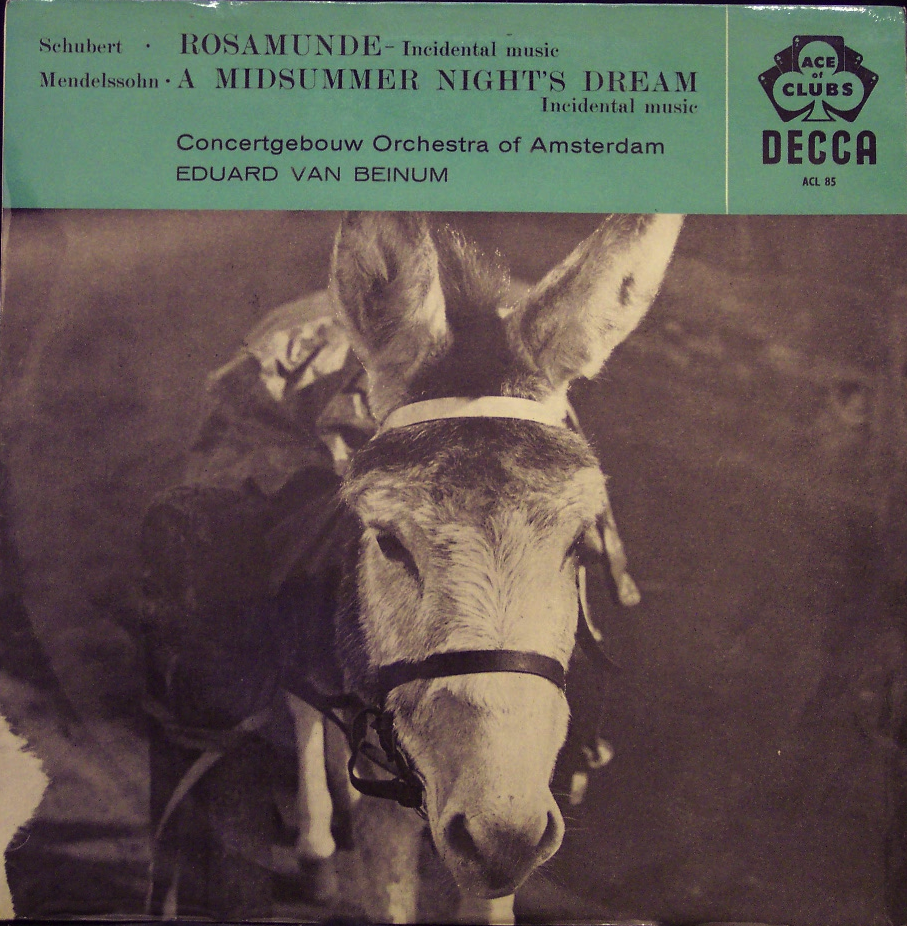 Schubert · ROSAMUNDE - Incidental music
Mendelssohn · A MIDSUMMER NIGHT'S DREAM
Incidental music
Concertgebouw Orchestra of Amsterdam
EDUARD VAN BEINUM
ACE
of
CLUBS
DECCA
ACL 85